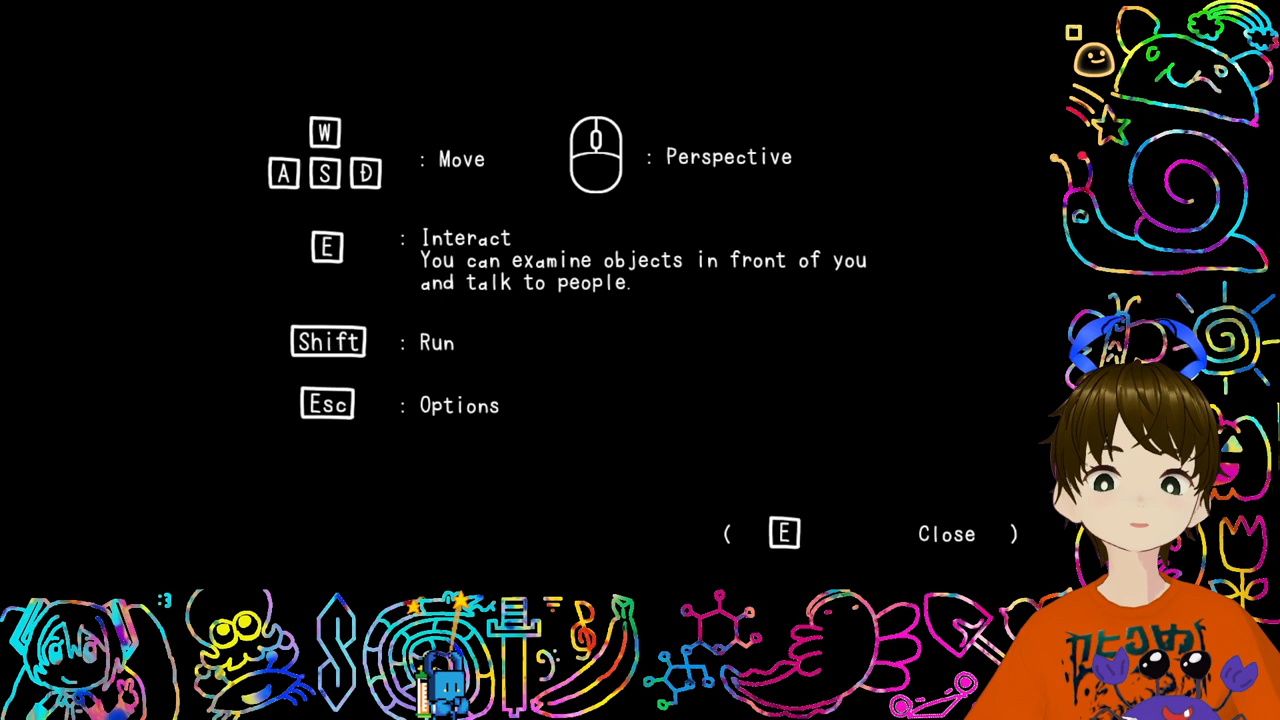 W
A S D : Move
: Perspective
E : Interact
You can examine objects in front of you
and talk to people.
Shift : Run
Esc : Options
( E Close )
:3